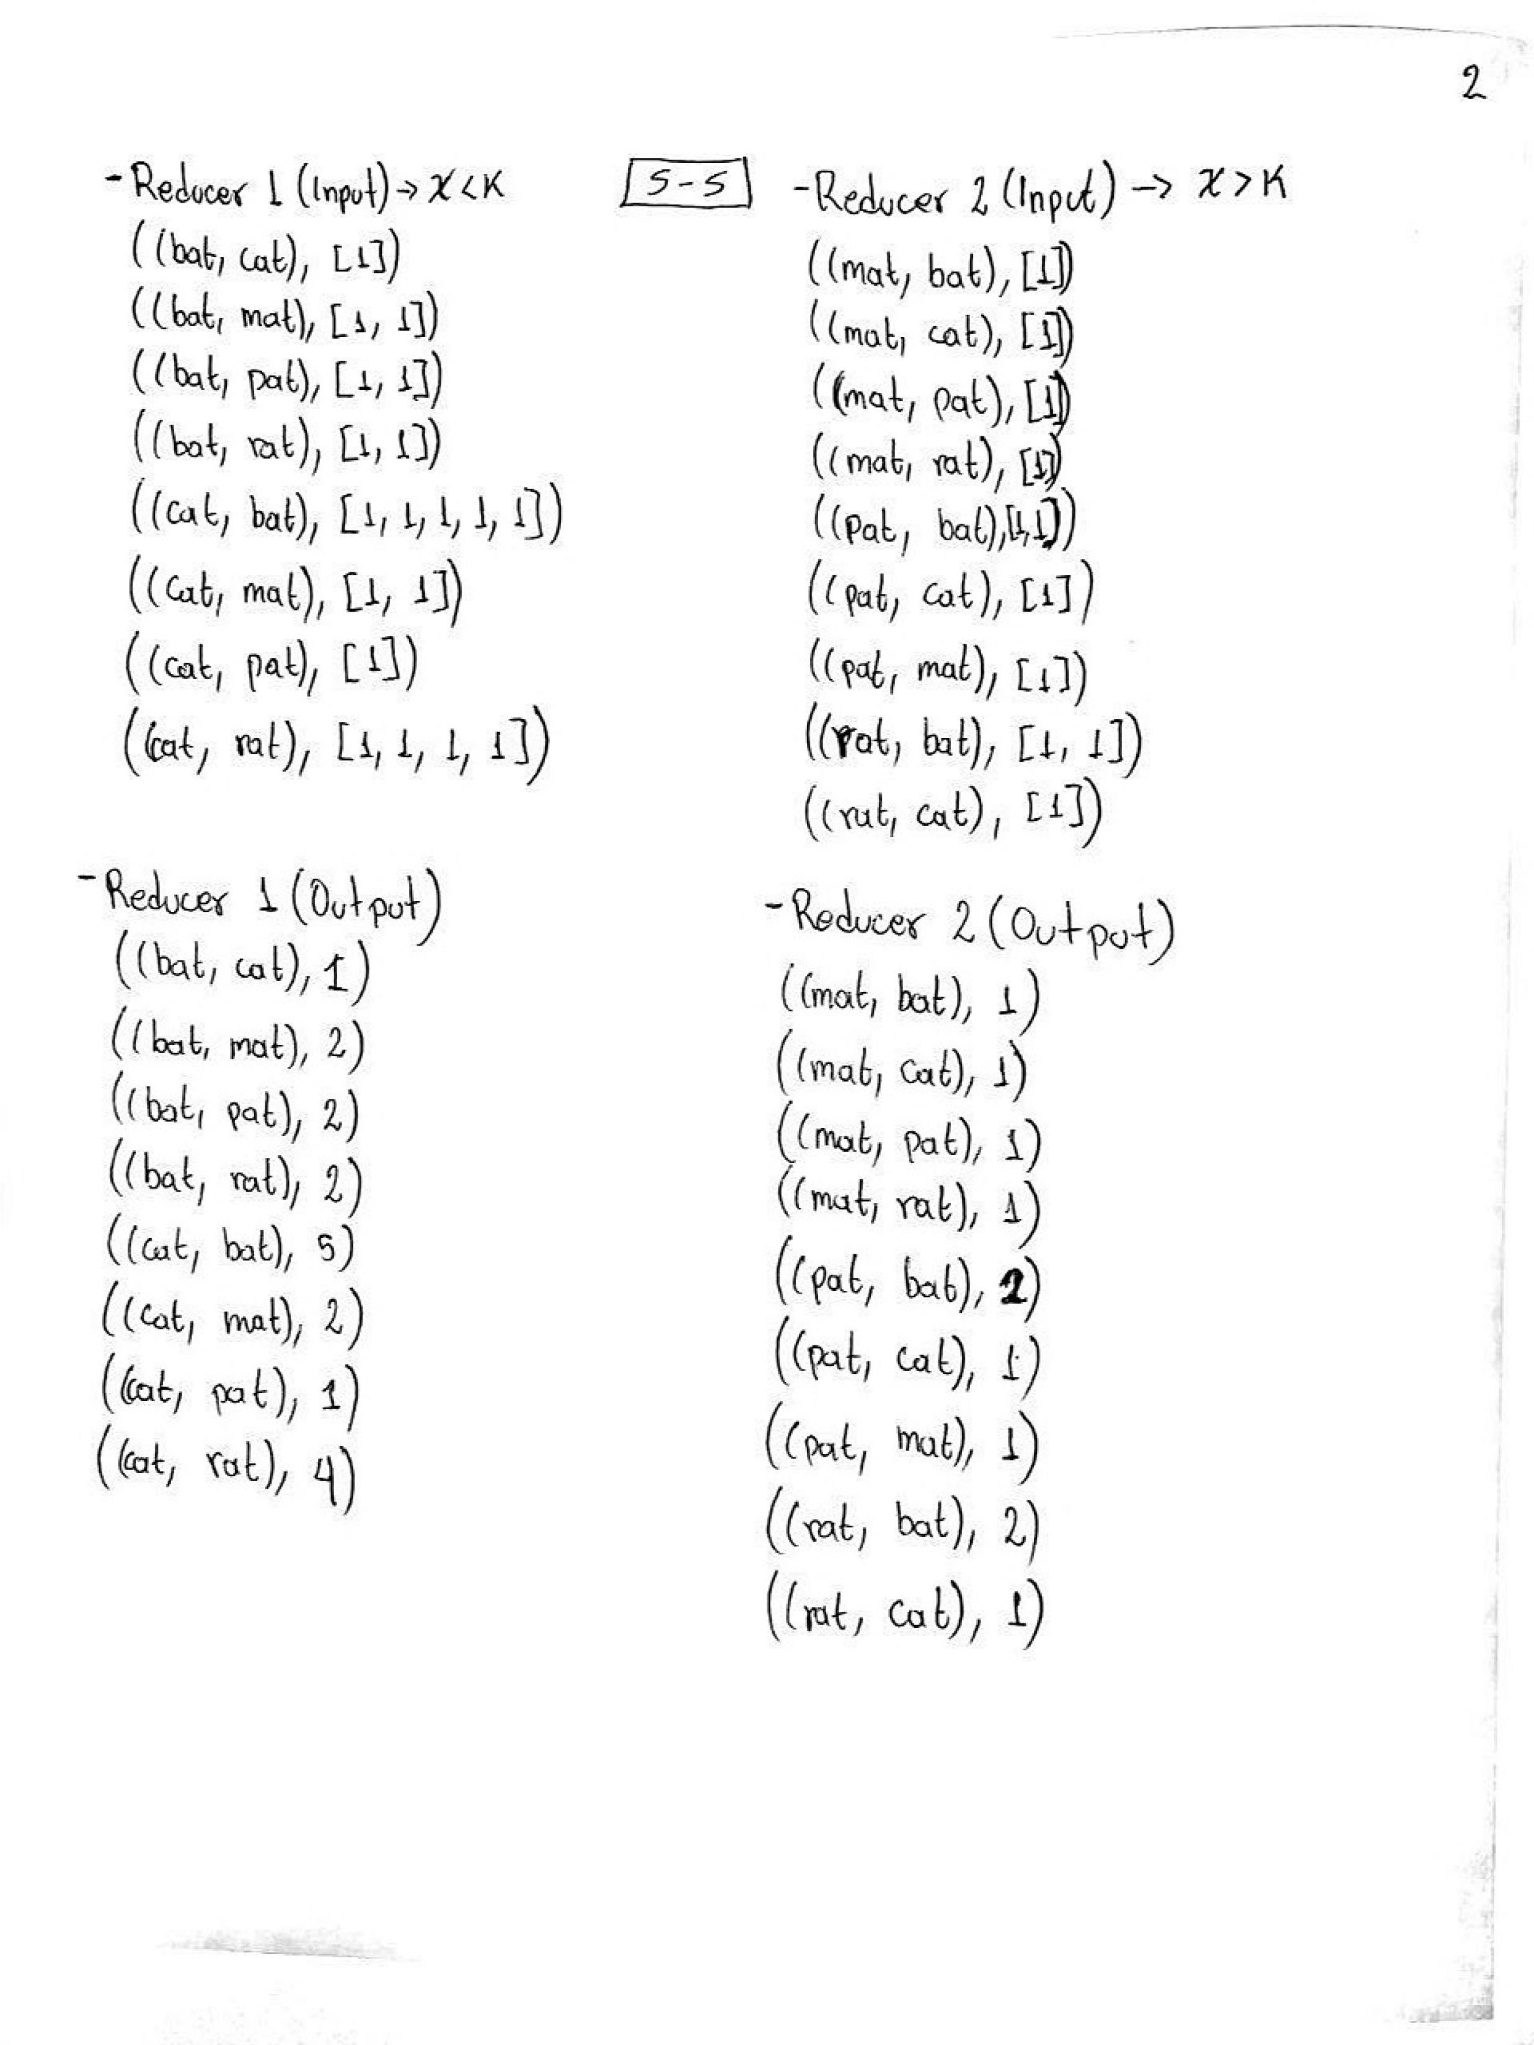 2
- Reducer 1 (Input) → x < K
((bat, cat), [1])
((bat, mat), [1, 1])
((bat, pat), [1, 1])
((bat, rat), [1, 1])
((cat, bat), [1, 1, 1, 1, 1])
((cat, mat), [1, 1])
((cat, pat), [1])
((cat, rat), [1, 1, 1, 1])
- Reducer 1 (Output)
((bat, cat), 1)
((bat, mat), 2)
((bat, pat), 2)
((bat, rat), 2)
((cat, bat), 5)
((cat, mat), 2)
((cat, pat), 1)
((cat, rat), 4)
S-S
- Reducer 2 (Input) → x > K
((mat, bat), [1])
((mat, cat), [1])
((mat, pat), [1])
((mat, rat), [1])
((pat, bat), [1,1])
((pat, cat), [1])
((pat, mat), [1])
((rat, bat), [1, 1])
((rat, cat), [1])
- Reducer 2 (Output)
((mat, bat), 1)
((mat, cat), 1)
((mat, pat), 1)
((mat, rat), 1)
((pat, bat), 2)
((pat, cat), 1)
((pat, mat), 1)
((rat, bat), 2)
((rat, cat), 1)